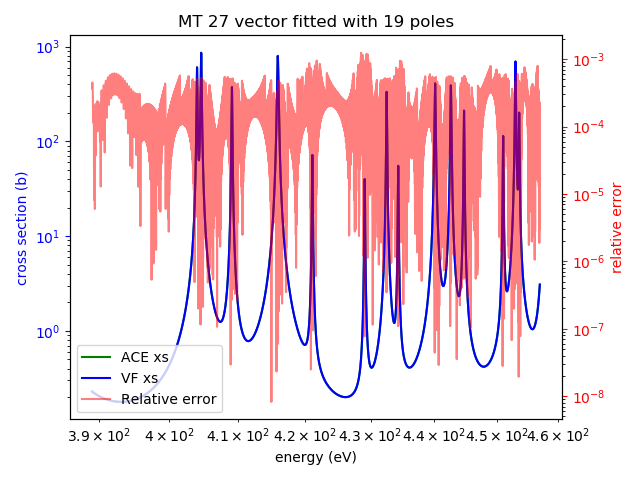 MT 27 vector fitted with 19 poles
cross section (b)
10³
10²
10¹
10⁰
10⁻³
10⁻⁴
10⁻⁵
10⁻⁶
10⁻⁷
10⁻⁸
relative error
ACE xs
VF xs
Relative error
3.9 × 10² 4 × 10² 4.1 × 10² 4.2 × 10² 4.3 × 10² 4.4 × 10² 4.5 × 10² 4.6 × 10²
energy (eV)